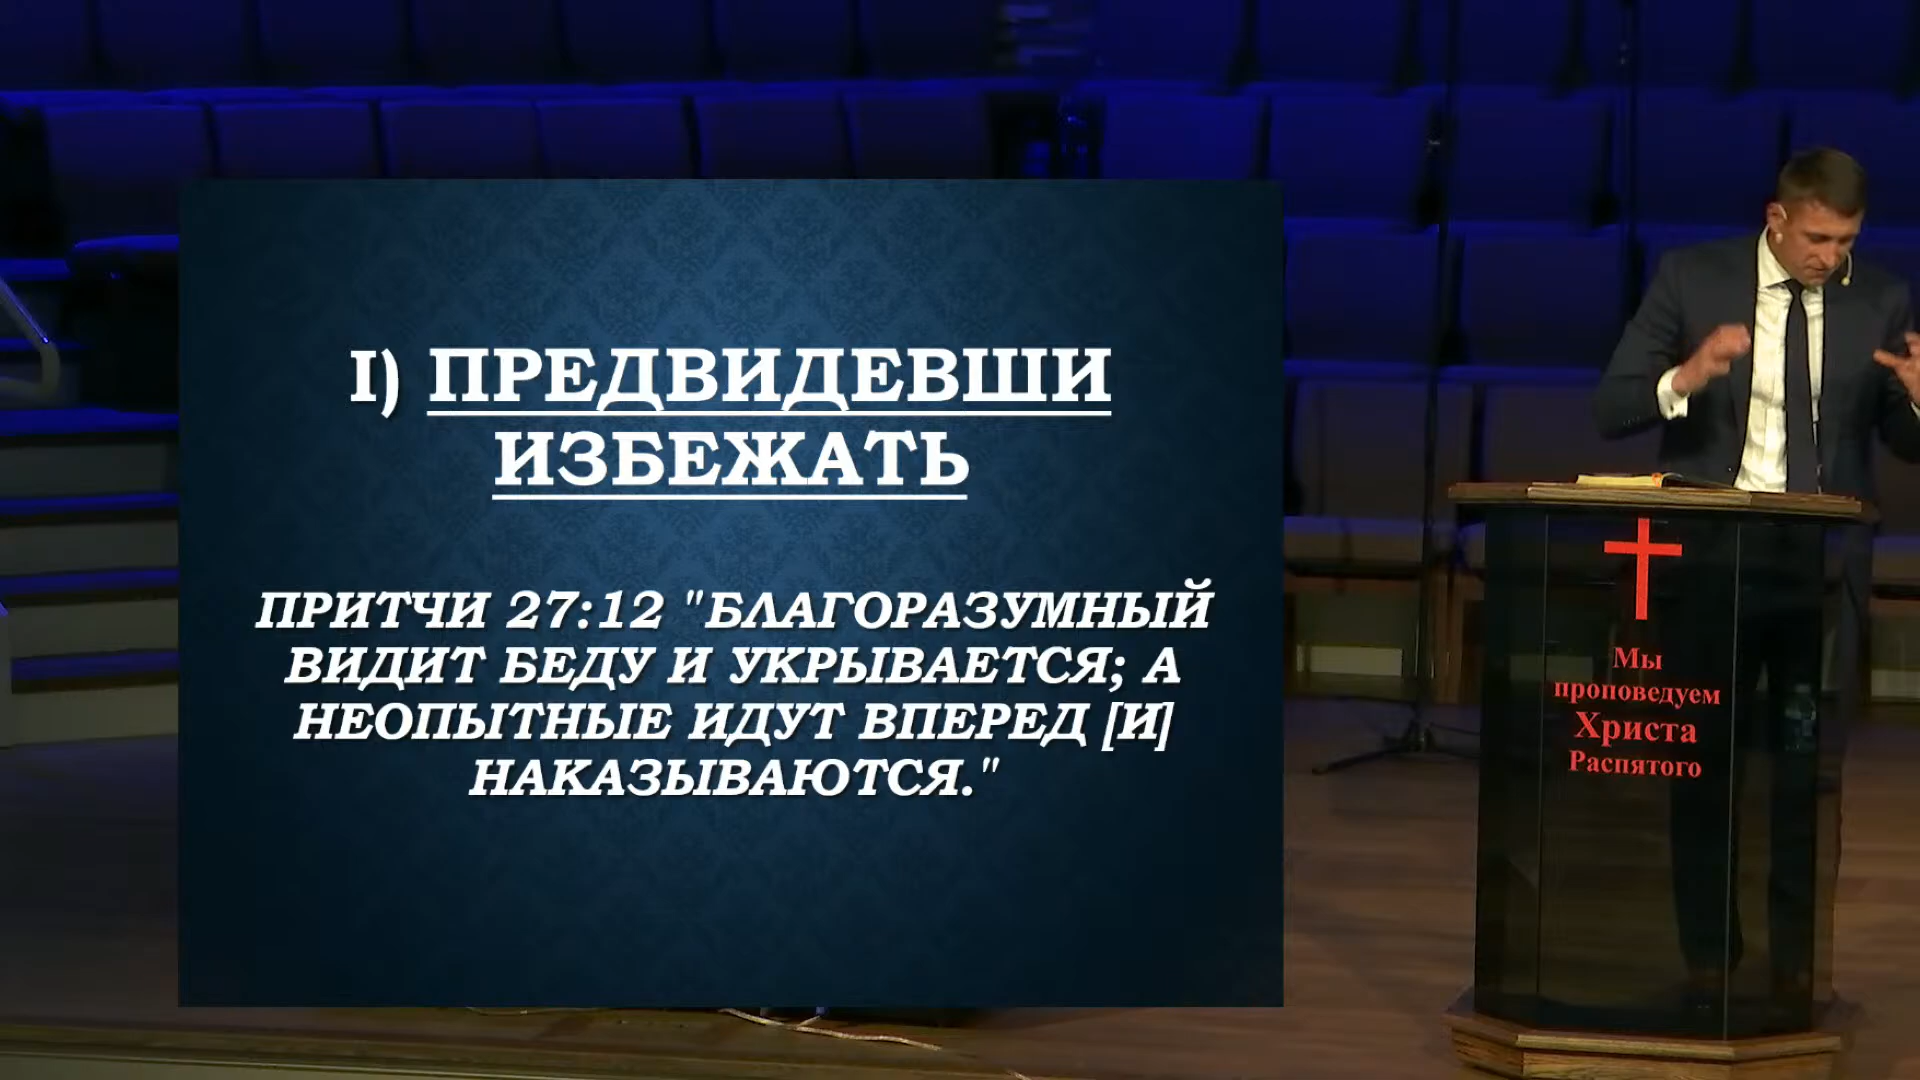 I) ПРЕДВИДЕВШИ
ИЗБЕЖАТЬ
ПРИТЧИ 27:12 "БЛАГОРАЗУМНЫЙ
ВИДИТ БЕДУ И УКРЫВАЕТСЯ; А
НЕОПЫТНЫЕ ИДУТ ВПЕРЕД [И]
НАКАЗЫВАЮТСЯ."
Мы
проповедуем
Христа
Распятого